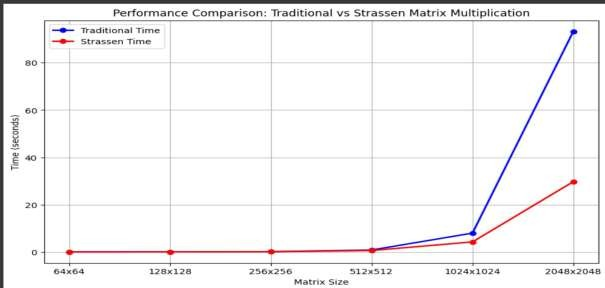 Performance Comparison: Traditional vs Strassen Matrix Multiplication
Traditional Time
Strassen Time
80
60
40
20
0
Time (seconds)
64x64 128x128 256x256 512x512 1024x1024 2048x2048
Matrix Size